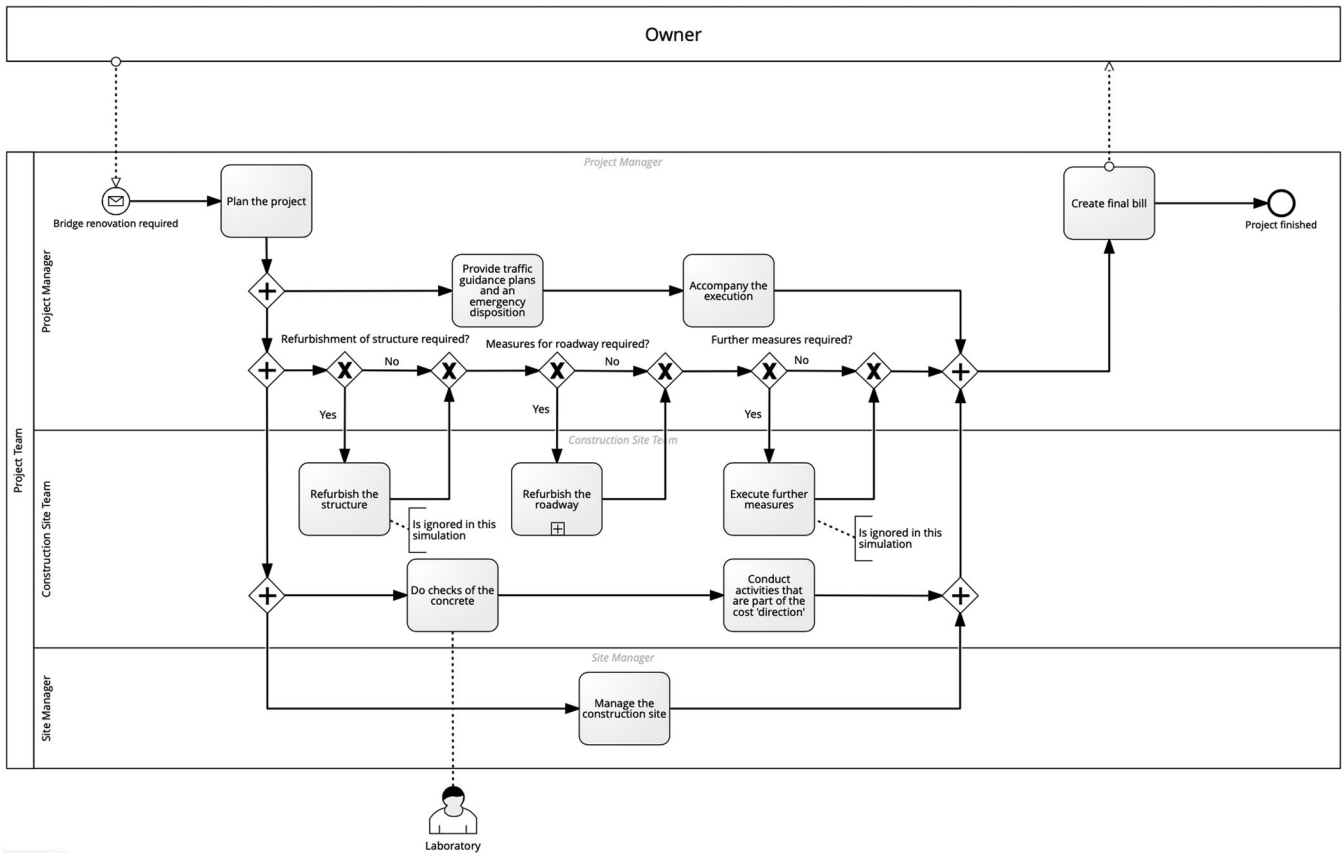 Owner
Project Manager
Bridge renovation required
Plan the project
Create final bill
Project finished
Provide traffic
guidance plans
and an
emergency
disposition
Accompany the
execution
Project Manager
Refurbishment of structure required?
No
Yes
Measures for roadway required?
No
Yes
Further measures required?
No
Yes
Project Team
Construction Site Team
Construction Site Team
Refurbish the
structure
Is ignored in this
simulation
Refurbish the
roadway
Execute further
measures
Is ignored in this
simulation
Do checks of the
concrete
Conduct
activities that
are part of the
cost 'direction'
Site Manager
Site Manager
Manage the
construction site
Laboratory